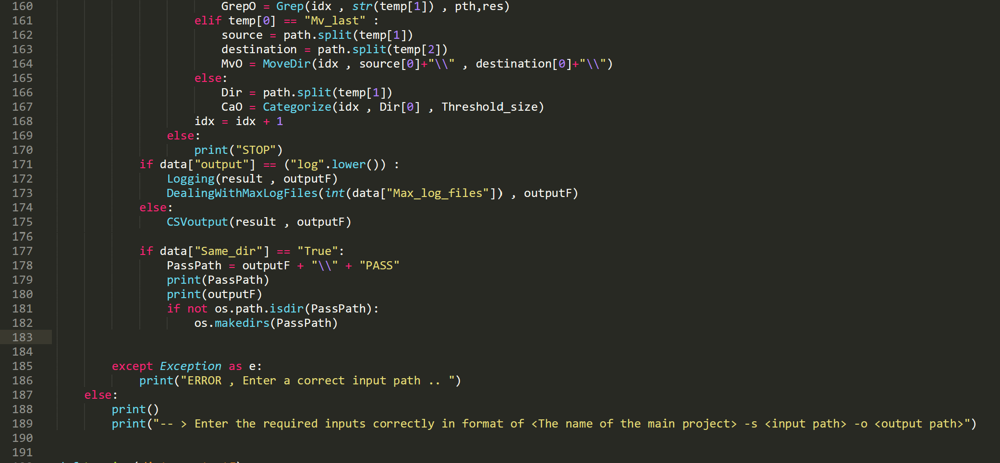 160 GrepO = Grep(idx , str(temp[1]) , pth,res)
161 elif temp[0] == "Mv_last" :
162 source = path.split(temp[1])
163 destination = path.split(temp[2])
164 MvO = MoveDir(idx , source[0]+"\\" , destination[0]+"\\")
165 else:
166 Dir = path.split(temp[1])
167 CaO = Categorize(idx , Dir[0] , Threshold_size)
168 idx = idx + 1
169 else:
170 print("STOP")
171 if data["output"] == ("log".lower()) :
172 Logging(result , outputF)
173 DealingWithMaxLogFiles(int(data["Max_log_files"]) , outputF)
174 else:
175 CSVoutput(result , outputF)
176
177 if data["Same_dir"] == "True":
178 PassPath = outputF + "\\" + "PASS"
179 print(PassPath)
180 print(outputF)
181 if not os.path.isdir(PassPath):
182 os.makedirs(PassPath)
183
184
185 except Exception as e:
186 print("ERROR , Enter a correct input path .. ")
187 else:
188 print()
189 print("-- > Enter the required inputs correctly in format of <The name of the main project> -s <input path> -o <output path>")
190
191